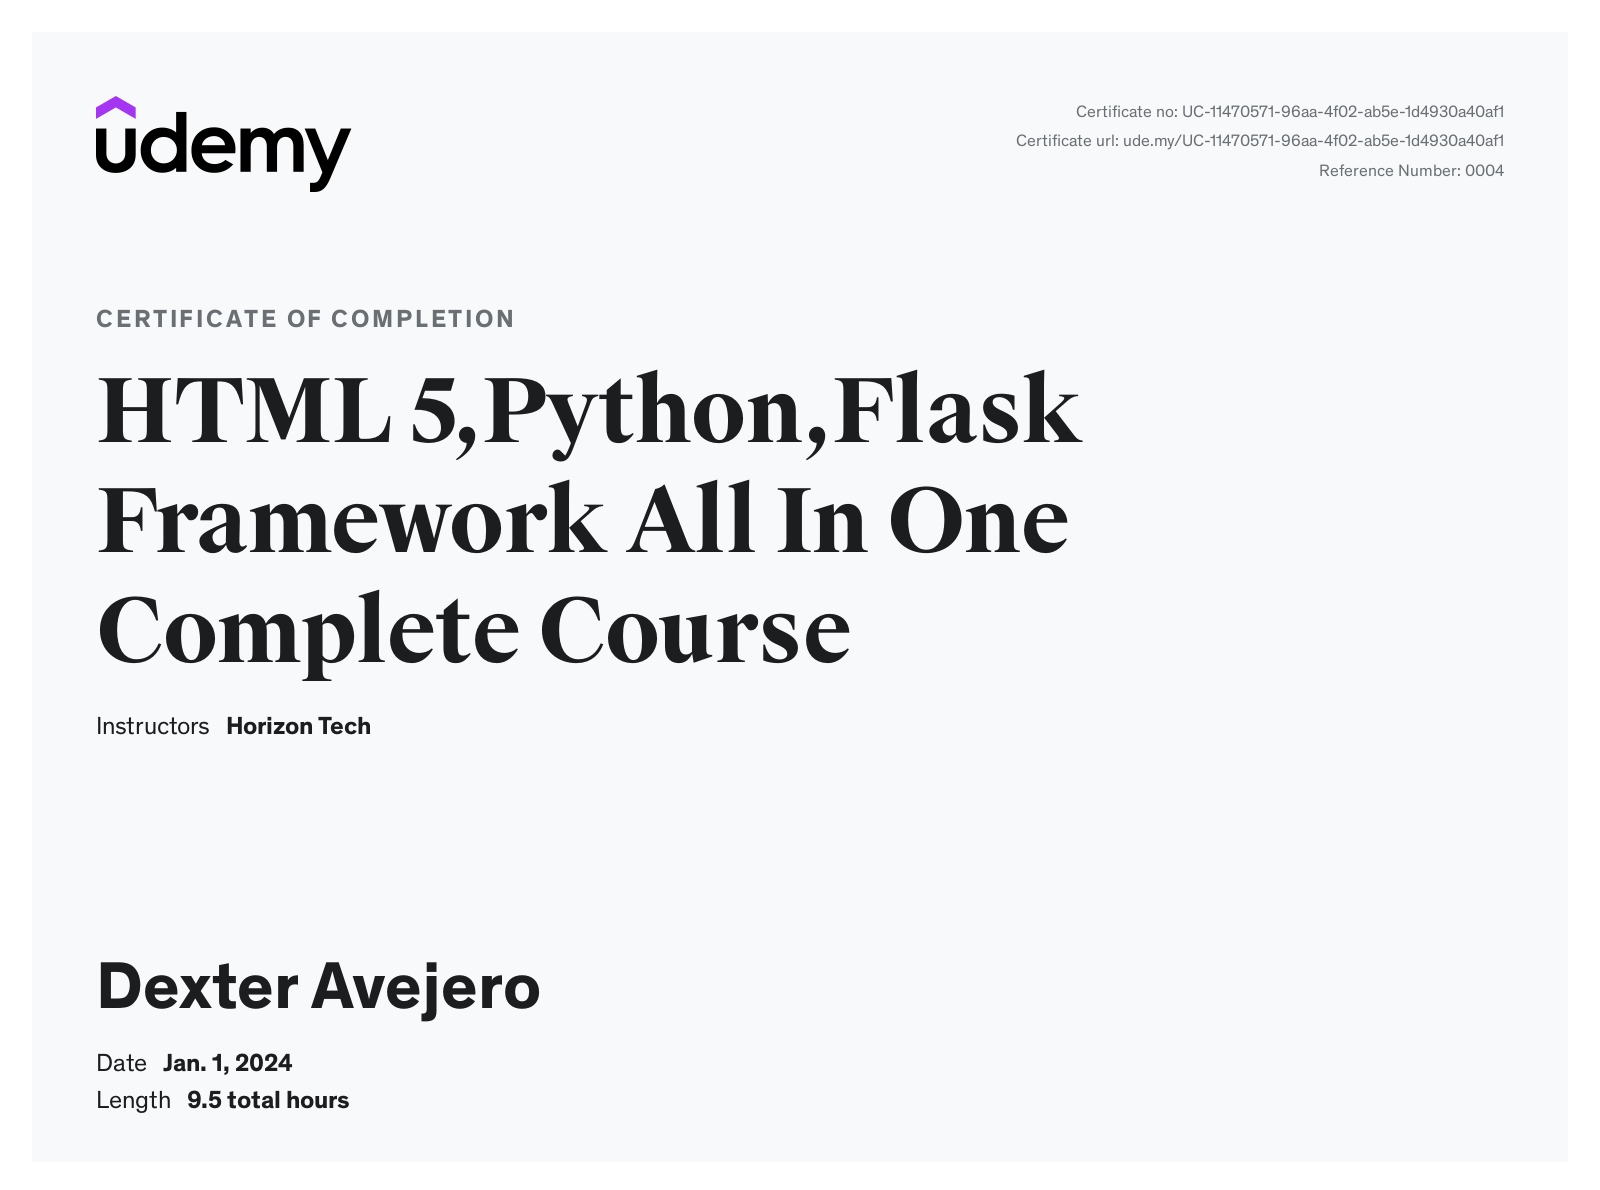 udemy
Certificate no: UC-11470571-96aa-4f02-ab5e-1d4930a40af1
Certificate url: ude.my/UC-11470571-96aa-4f02-ab5e-1d4930a40af1
Reference Number: 0004
CERTIFICATE OF COMPLETION
HTML 5,Python,Flask
Framework All In One
Complete Course
Instructors Horizon Tech
Dexter Avejero
Date Jan. 1, 2024
Length 9.5 total hours